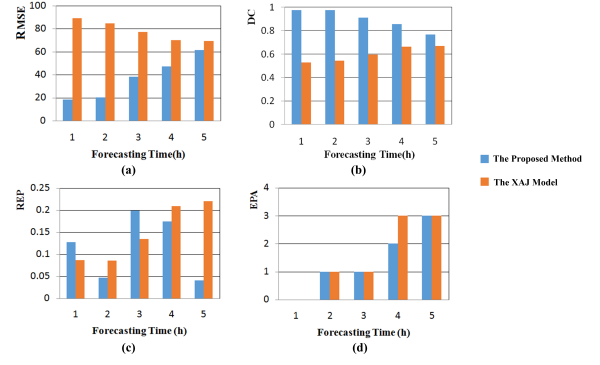 RMSE
100
80
60
40
20
0
1 2 3 4 5
Forecasting Time(h)
(a)
DC
1
0.8
0.6
0.4
0.2
0
1 2 3 4 5
Forecasting Time(h)
(b)
The Proposed Method
The XAJ Model
REP
0.25
0.2
0.15
0.1
0.05
0
1 2 3 4 5
Forecasting Time (h)
(c)
EPA
4
3
2
1
0
1 2 3 4 5
Forecasting Time (h)
(d)